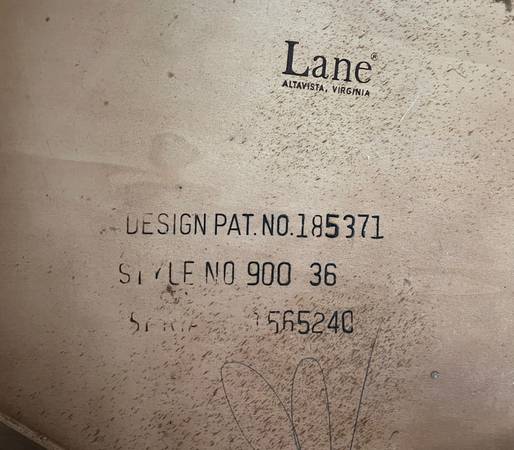 Lane®
ALTAVISTA, VIRGINIA
DESIGN PAT. NO. 185371
STYLE NO 900 36
565240